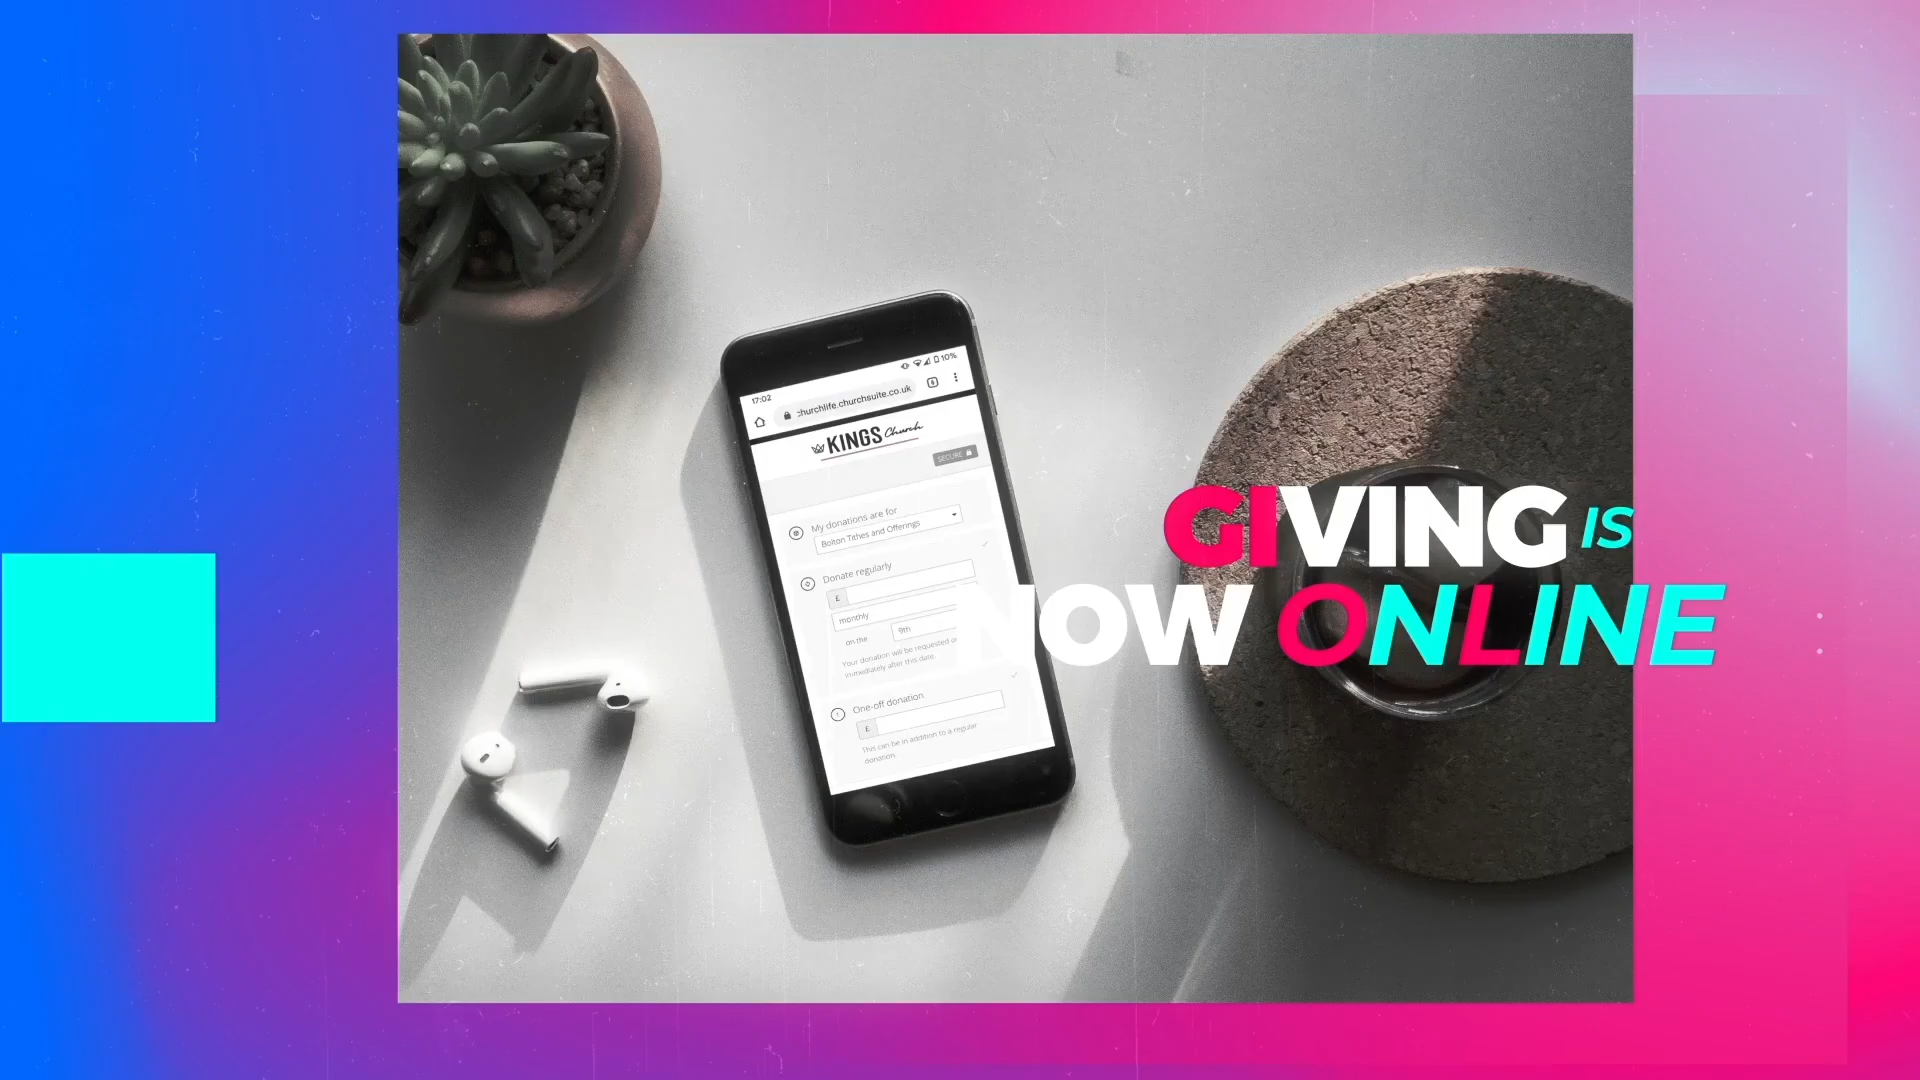 17:02
10%
churchlife.churchsuite.co.uk
6
KINGS Church
SECURE
My donations are for
Bolton Tithes and Offerings
Donate regularly
£
monthly
on the
9th
Your donation will be requested on
immediately after this date.
One-off donation
£
This can be in addition to a regular
donation.
GIVING IS
NOW ONLINE